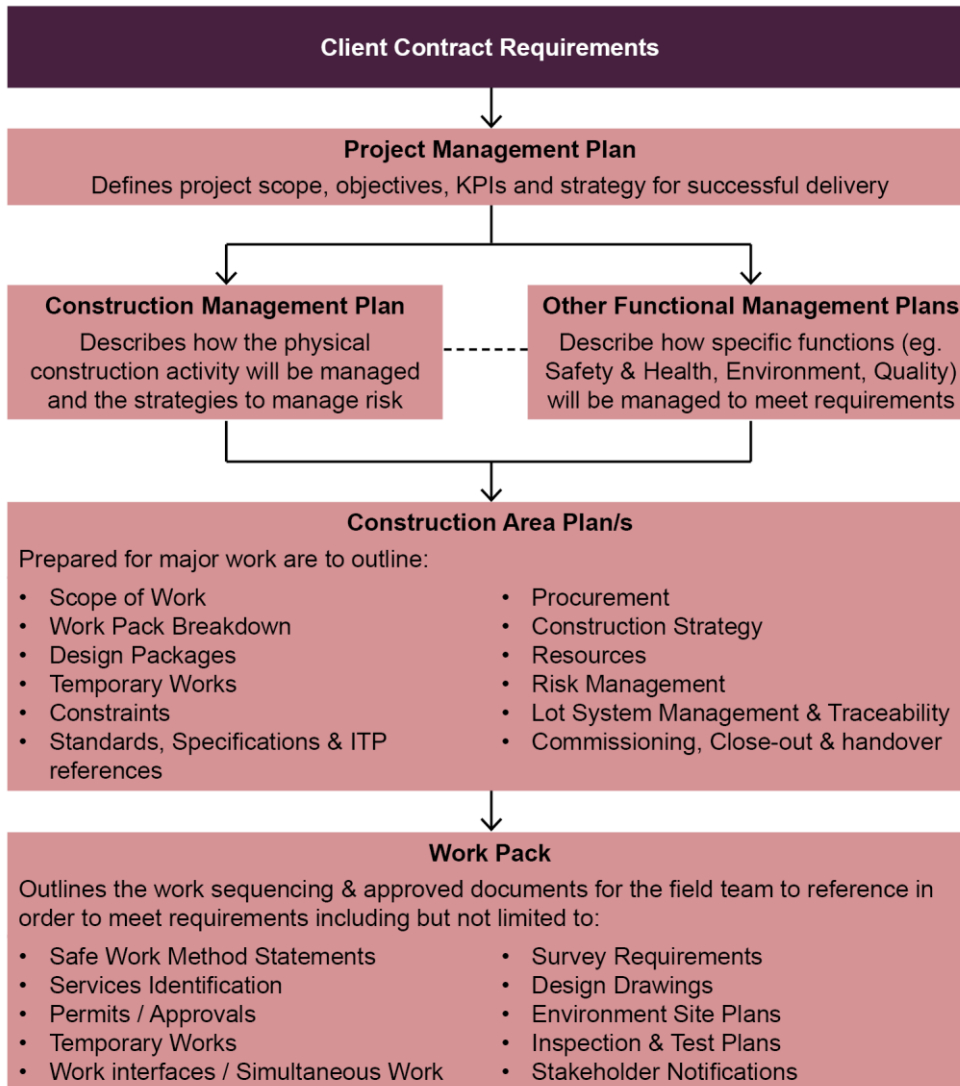 Client Contract Requirements
Project Management Plan
Defines project scope, objectives, KPIs and strategy for successful delivery
Construction Management Plan
Describes how the physical
construction activity will be managed
and the strategies to manage risk
Other Functional Management Plans
Describe how specific functions (eg.
Safety & Health, Environment, Quality)
will be managed to meet requirements
Construction Area Plan/s
Prepared for major work are to outline:
• Scope of Work
• Work Pack Breakdown
• Design Packages
• Temporary Works
• Constraints
• Standards, Specifications & ITP
references
• Procurement
• Construction Strategy
• Resources
• Risk Management
• Lot System Management & Traceability
• Commissioning, Close-out & handover
Work Pack
Outlines the work sequencing & approved documents for the field team to reference in
order to meet requirements including but not limited to:
• Safe Work Method Statements
• Services Identification
• Permits / Approvals
• Temporary Works
• Work interfaces / Simultaneous Work
• Survey Requirements
• Design Drawings
• Environment Site Plans
• Inspection & Test Plans
• Stakeholder Notifications